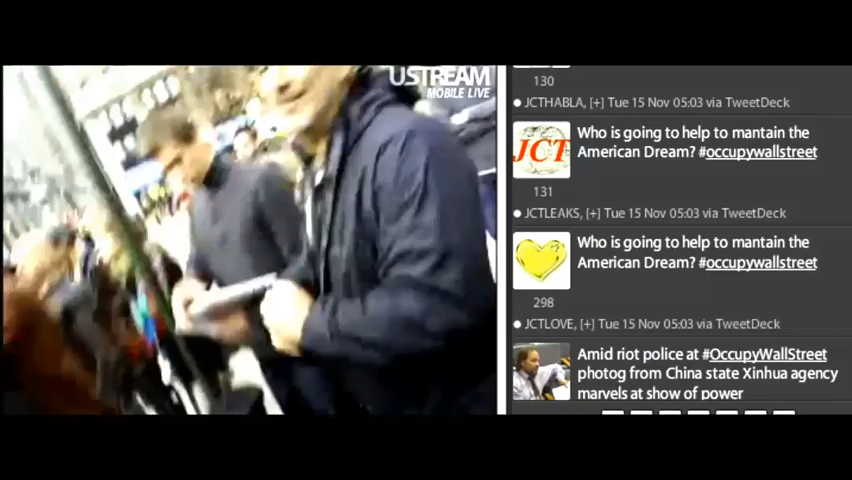 USTREAM
MOBILE LIVE
130
JCTHABLA, [+] Tue 15 Nov 05:03 via TweetDeck
JCT
Who is going to help to mantain the
American Dream? #occupywallstreet
131
JCTLEAKS, [+] Tue 15 Nov 05:03 via TweetDeck
Who is going to help to mantain the
American Dream? #occupywallstreet
298
JCTLOVE, [+] Tue 15 Nov 05:03 via TweetDeck
Amid riot police at #OccupyWallStreet
photog from China state Xinhua agency
marvels at show of power